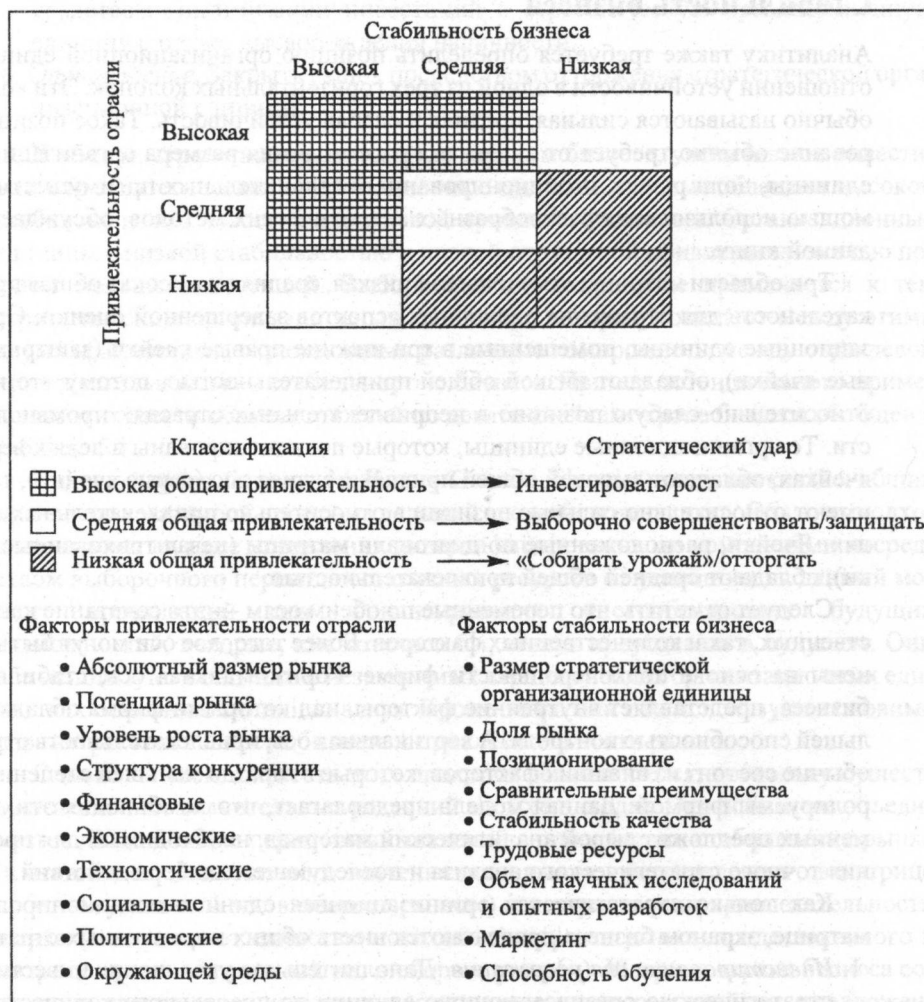 Стабильность бизнеса
Высокая Средняя Низкая
Привлекательность отрасли
Высокая
Средняя
Низкая
Классификация Стратегический удар
Высокая общая привлекательность Инвестировать/рост
Средняя общая привлекательность Выборочно совершенствовать/защищать
Низкая общая привлекательность «Собирать урожай»/отторгать
Факторы привлекательности отрасли
• Абсолютный размер рынка
• Потенциал рынка
• Уровень роста рынка
• Структура конкуренции
• Финансовые
• Экономические
• Технологические
• Социальные
• Политические
• Окружающей среды
Факторы стабильности бизнеса
• Размер стратегической
организационной единицы
• Доля рынка
• Позиционирование
• Сравнительные преимущества
• Стабильность качества
• Трудовые ресурсы
• Объем научных исследований
и опытных разработок
• Маркетинг
• Способность обучения